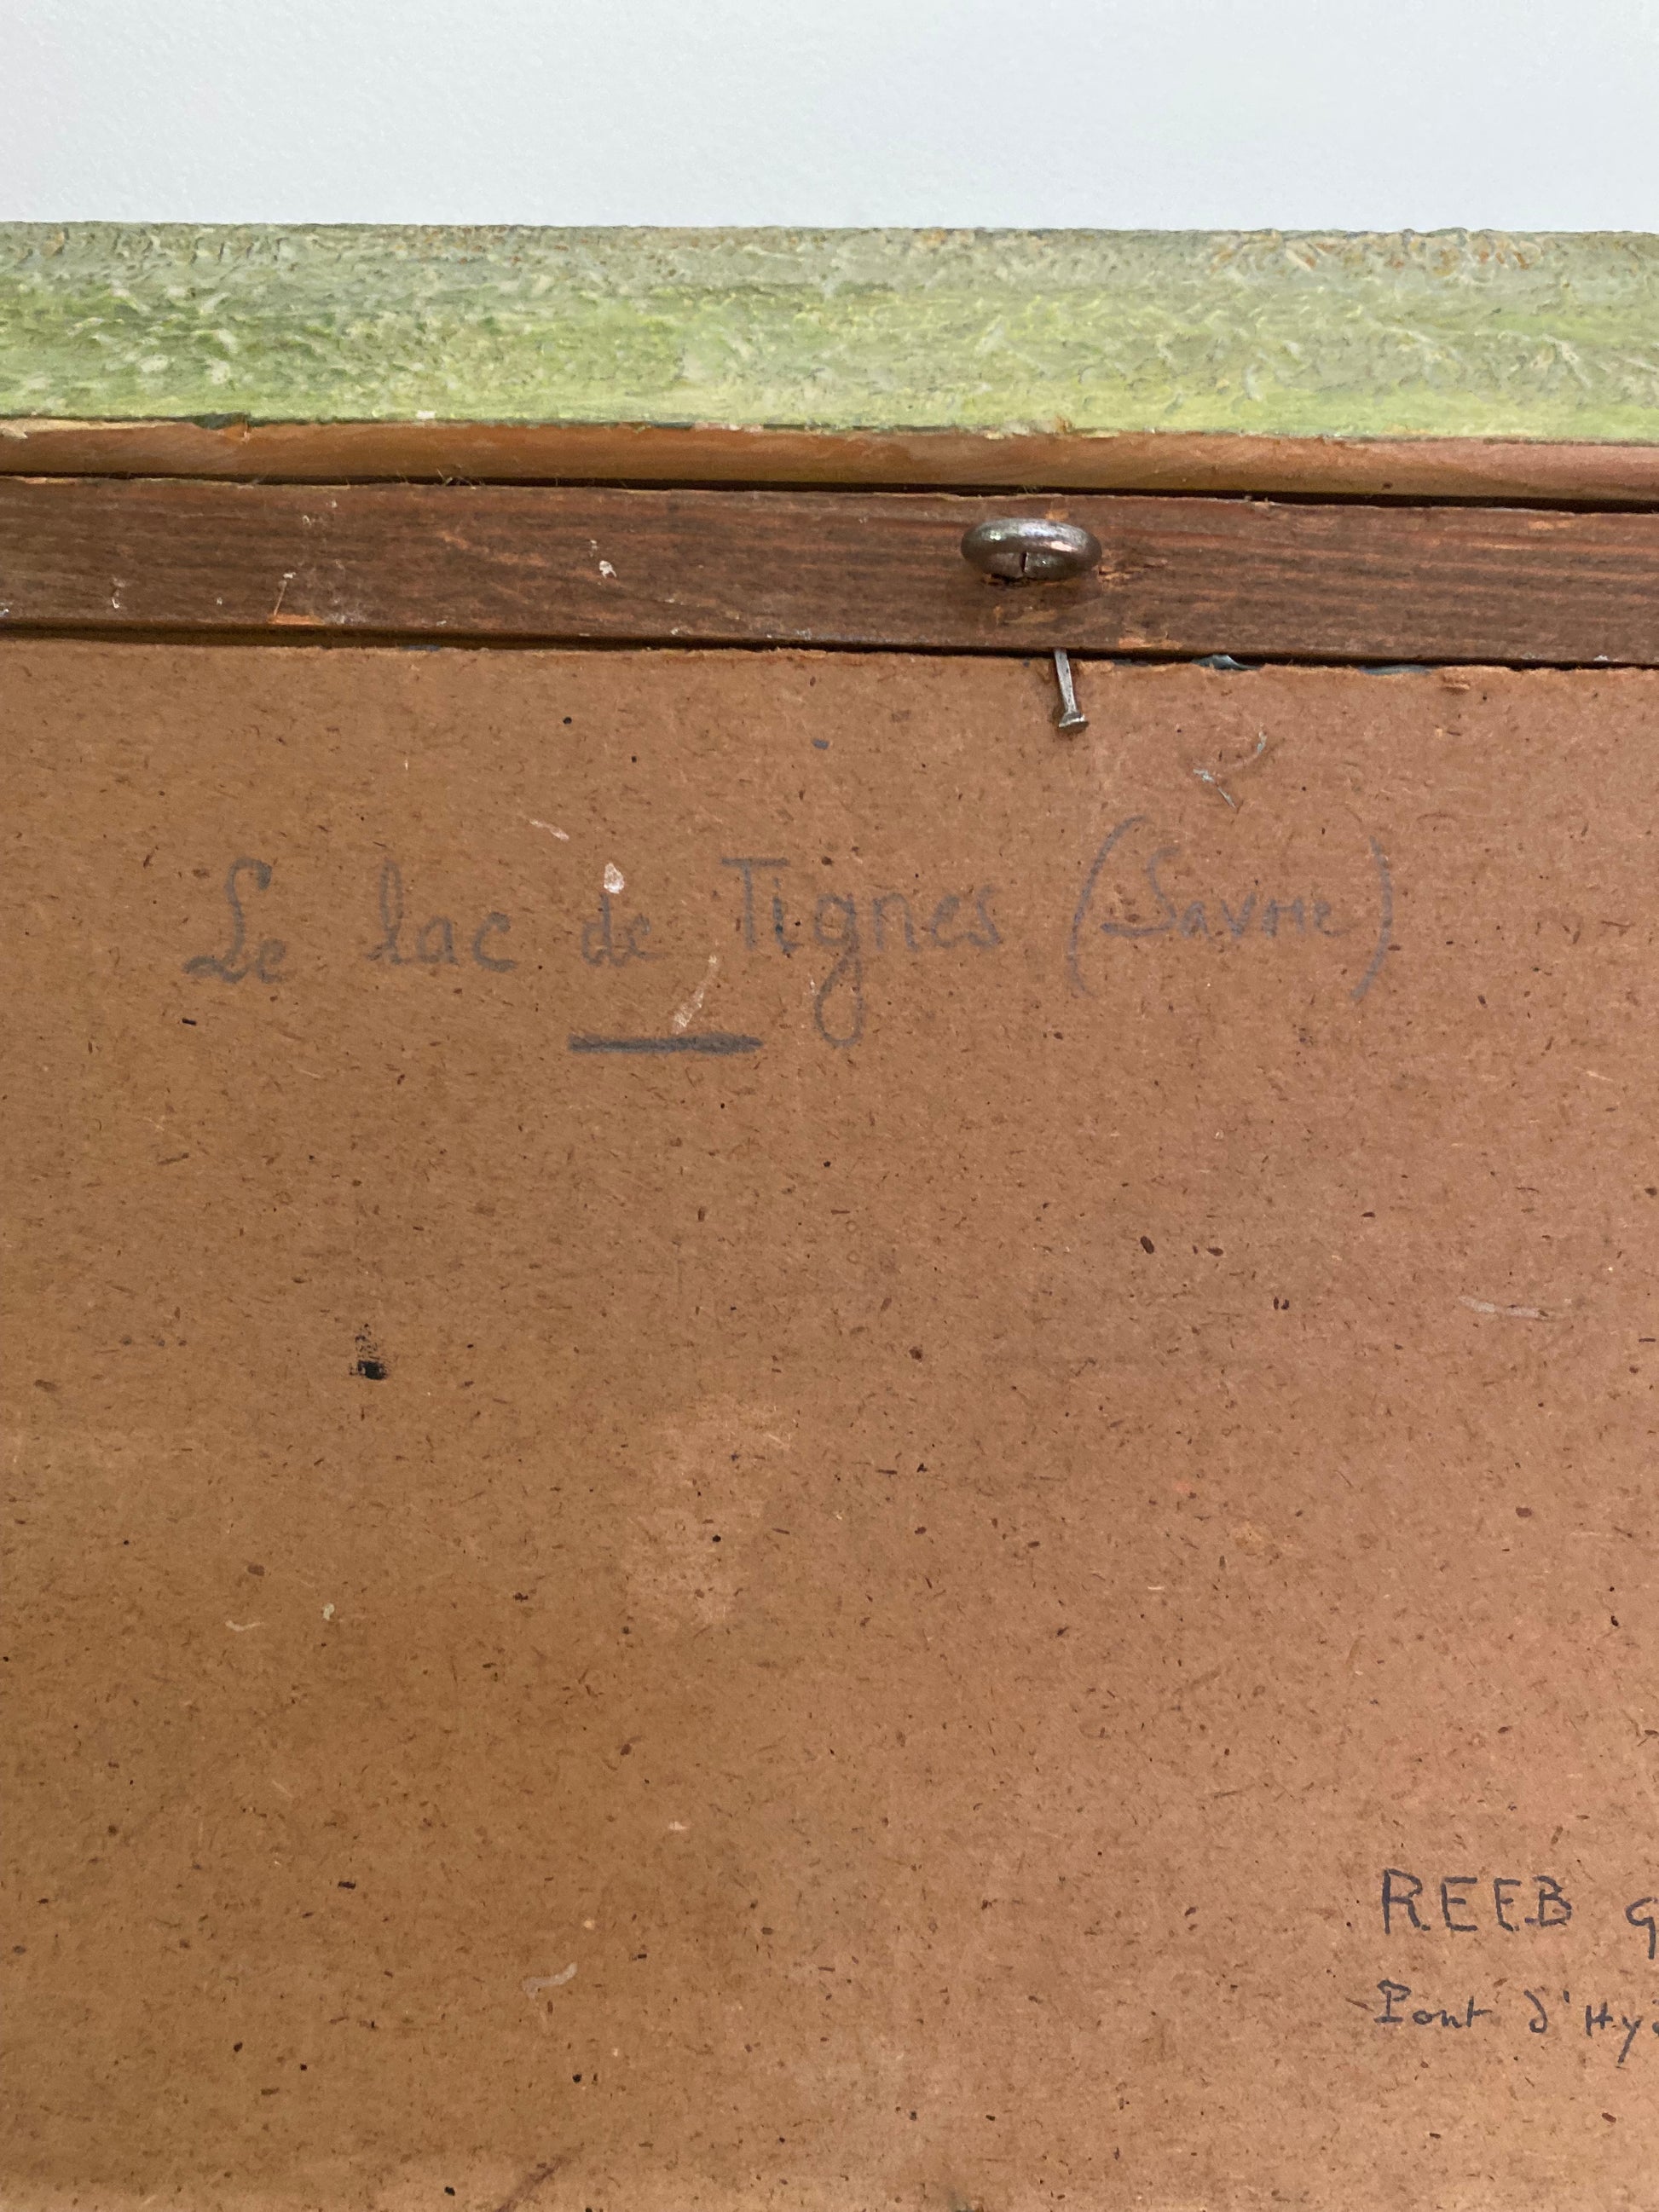 Le lac de Tignes (Savoie)
REEB
Pont d'Hy